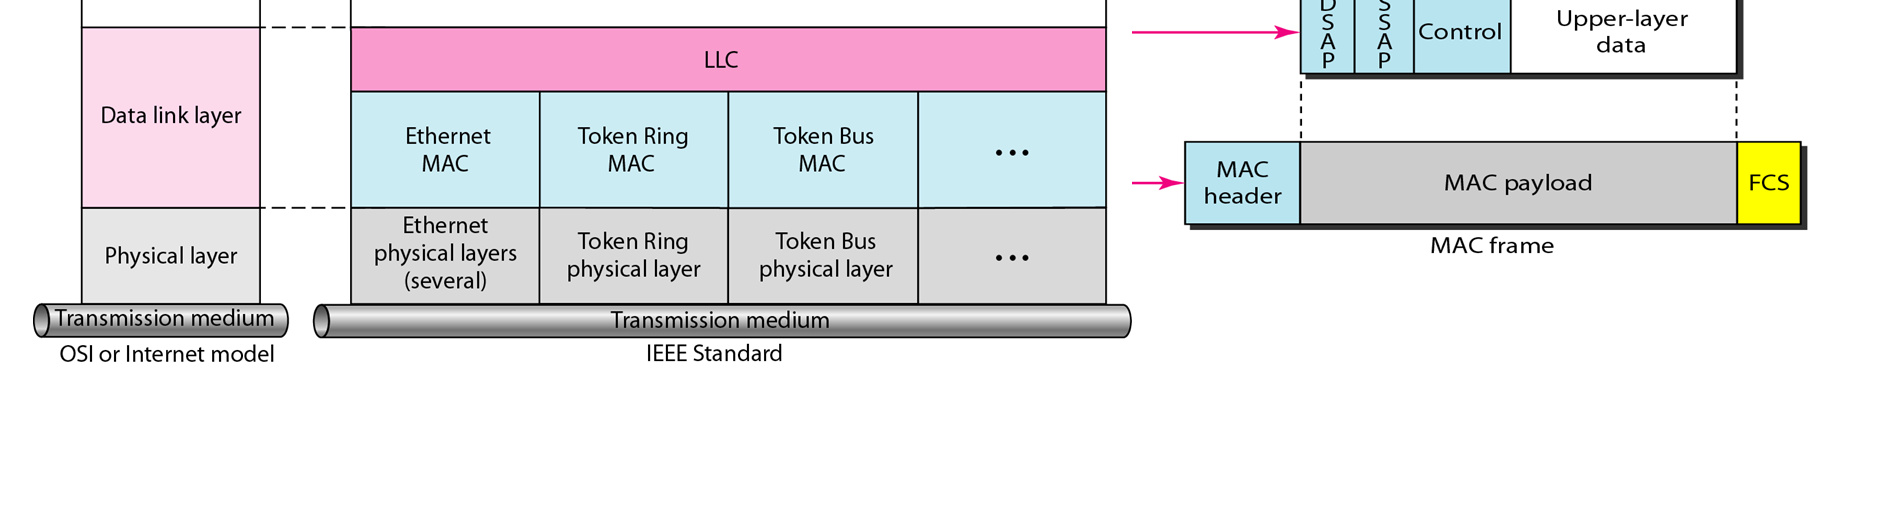 D
S
A
P
S
S
A
P
Control
Upper-layer
data
LLC
Data link layer
Ethernet
MAC
Token Ring
MAC
Token Bus
MAC
...
MAC
header
MAC payload
FCS
MAC frame
Physical layer
Ethernet
physical layers
(several)
Token Ring
physical layer
Token Bus
physical layer
...
Transmission medium
Transmission medium
OSI or Internet model
IEEE Standard